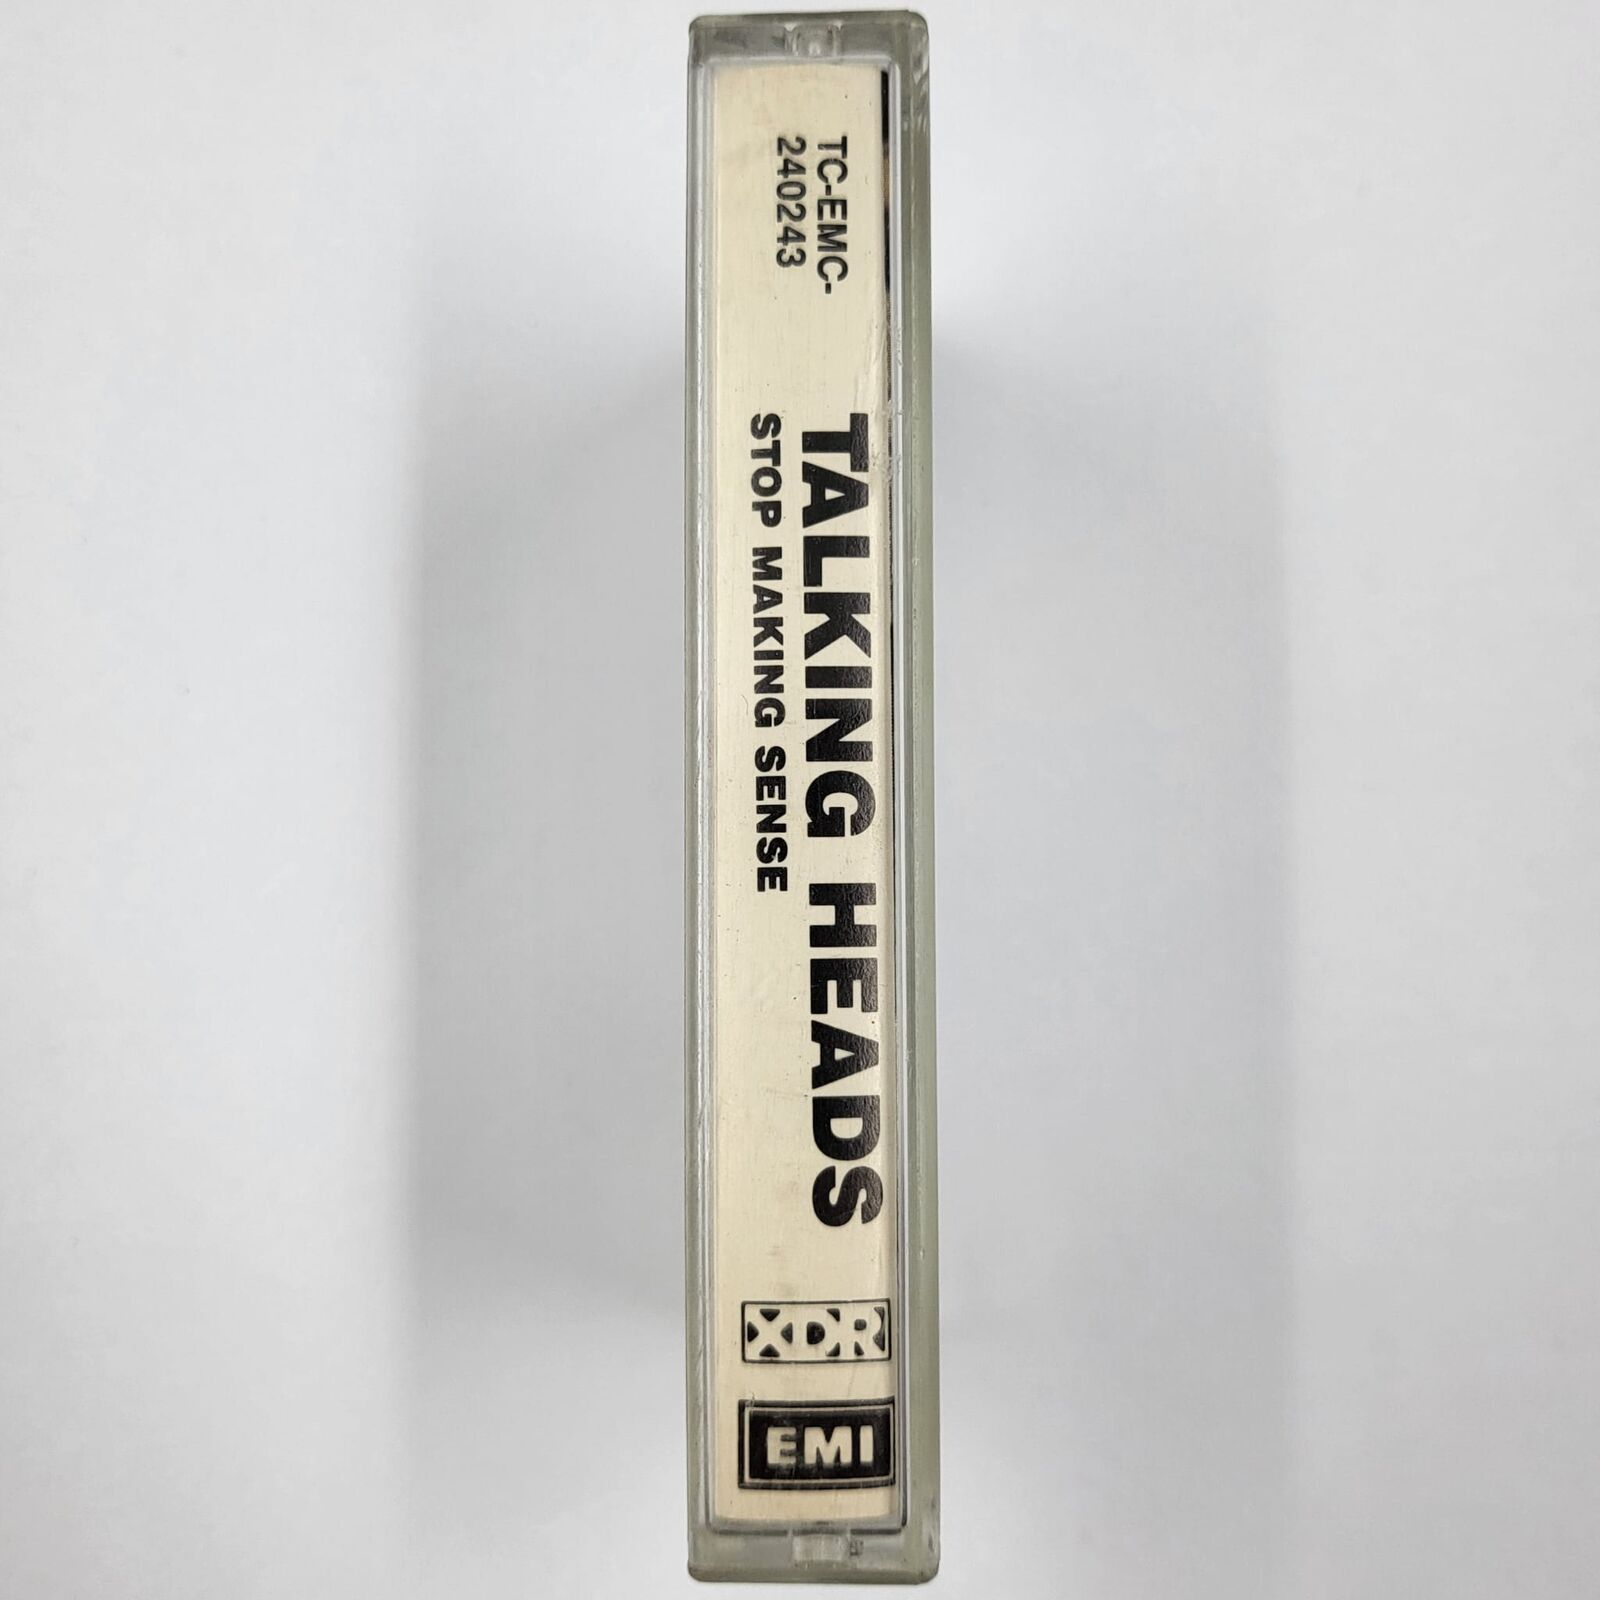 TC-EMC-
240243
TALKING HEADS
STOP MAKING SENSE
XDR
EMI